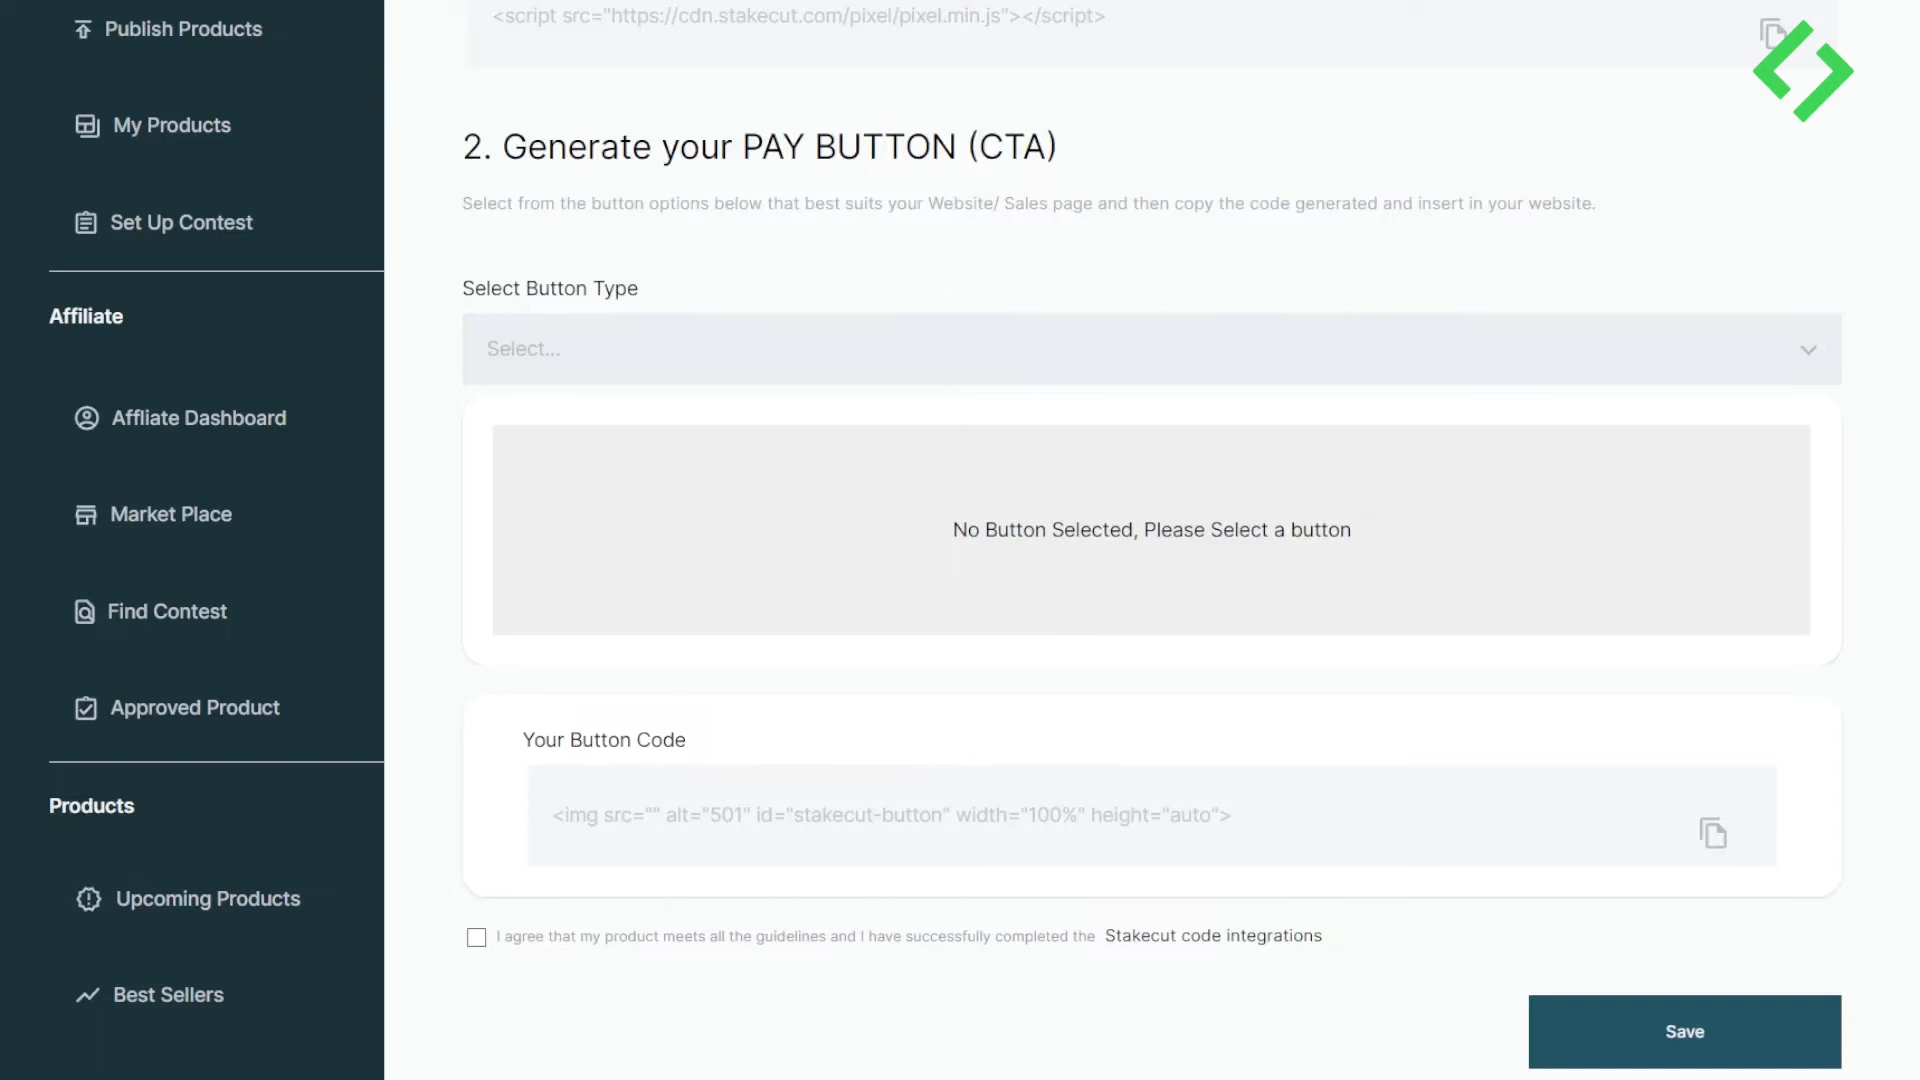 Publish Products
My Products
Set Up Contest
Affiliate
Affliate Dashboard
Market Place
Find Contest
Approved Product
Products
Upcoming Products
Best Sellers
<script src="https://cdn.stakecut.com/pixel/pixel.min.js"></script>
2. Generate your PAY BUTTON (CTA)
Select from the button options below that best suits your Website/ Sales page and then copy the code generated and insert in your website.
Select Button Type
Select...
No Button Selected, Please Select a button
Your Button Code
<img src="" alt="501" id="stakecut-button" width="100%" height="auto">
I agree that my product meets all the guidelines and I have successfully completed the Stakecut code integrations
Save